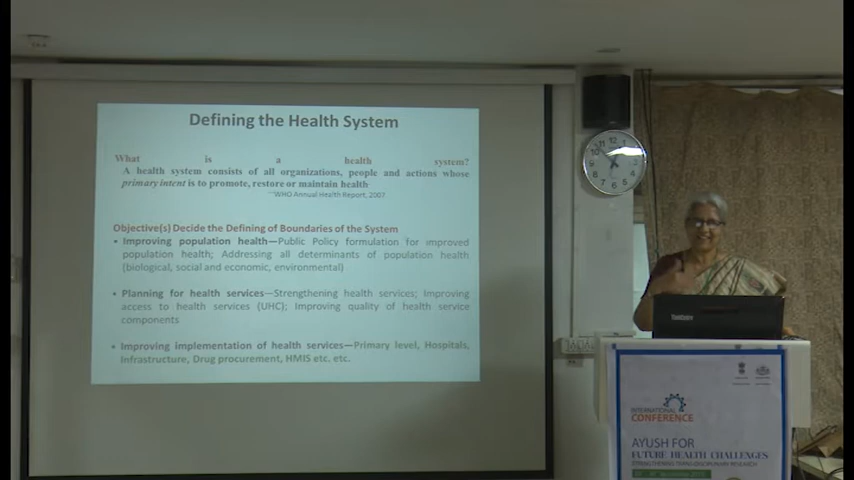 Defining the Health System
What is a health system?
A health system consists of all organizations, people and actions whose
primary intent is to promote, restore or maintain health
WHO Annual Health Report, 2007
Objective(s) Decide the Defining of Boundaries of the System
• Improving population health—Public Policy formulation for improved
population health; Addressing all determinants of population health
(biological, social and economic, environmental)
• Planning for health services—Strengthening health services; Improving
access to health services (UHC); Improving quality of health service
components
• Improving implementation of health services—Primary level, Hospitals,
Infrastructure, Drug procurement, HMIS etc. etc.
INTERNATIONAL
CONFERENCE
AYUSH FOR
FUTURE HEALTH CHALLENGES
STRENGTHENING TRANS-DISCIPLINARY RESEARCH